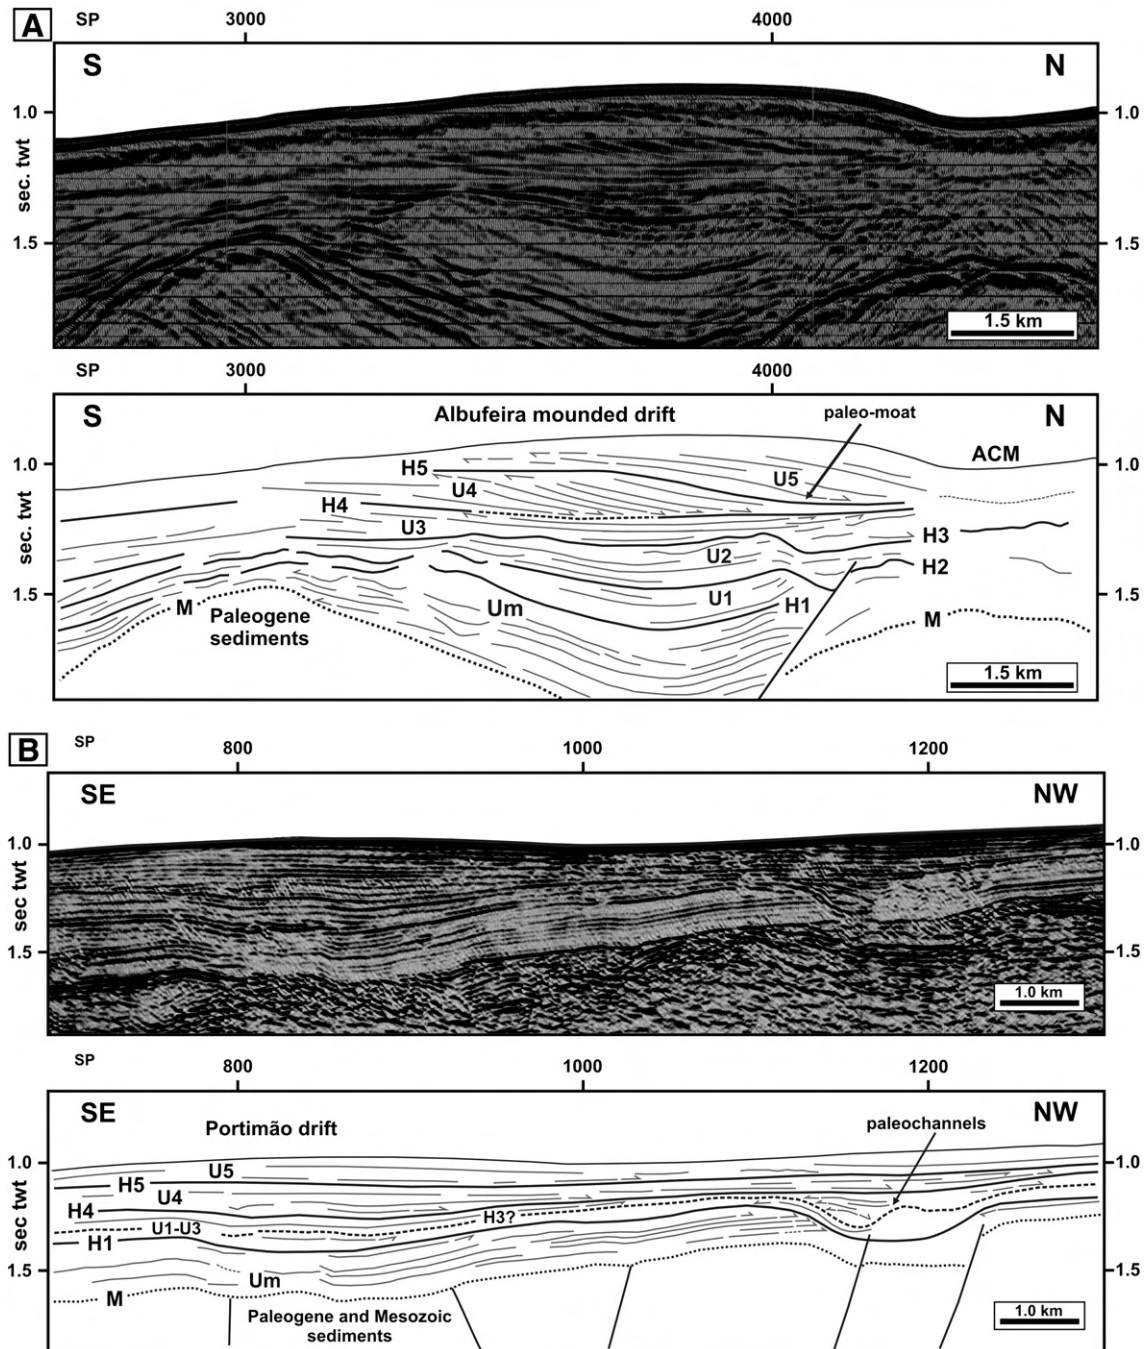 A
SP 3000 4000
S N
1.0 1.0
sec. twt
1.5 1.5
1.5 km
SP 3000 4000
S Albufeira mounded drift paleo-moat N
1.0 H5 U5 ACM 1.0
U4
H4
sec. twt
U3 H3
U2
H2
1.5 M Um U1 H1 1.5
Paleogene M
sediments
1.5 km
B
SP 800 1000 1200
SE NW
1.0 1.0
sec twt
1.5 1.5
1.0 km
SP 800 1000 1200
SE NW
Portimão drift paleochannels
1.0 U5 1.0
H5
U4
H4 H3?
U1-U3
sec twt
H1
1.5 Um 1.5
M
Paleogene and Mesozoic
sediments
1.0 km